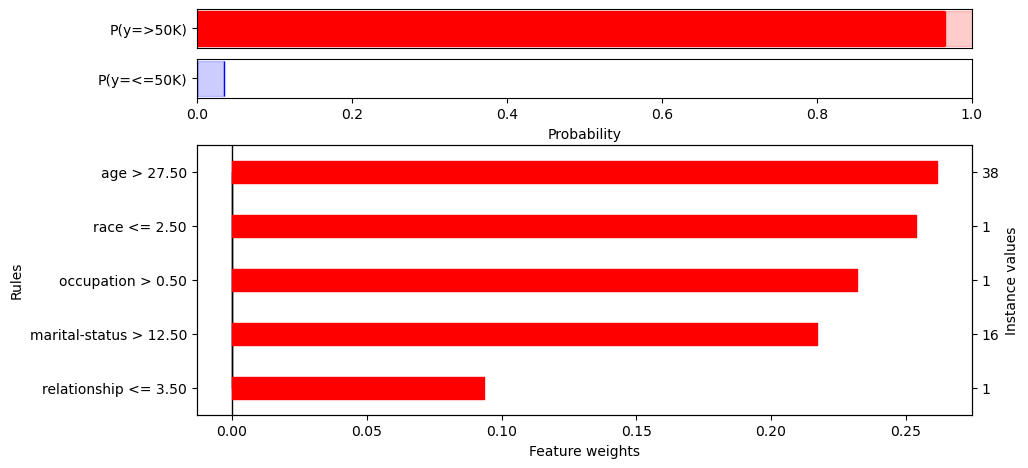 P(y=>50K)
P(y=<=50K)
0.0 0.2 0.4 0.6 0.8 1.0
Probability
age > 27.50 38
race <= 2.50 1
occupation > 0.50 1
marital-status > 12.50 16
relationship <= 3.50 1
Rules
Instance values
0.00 0.05 0.10 0.15 0.20 0.25
Feature weights